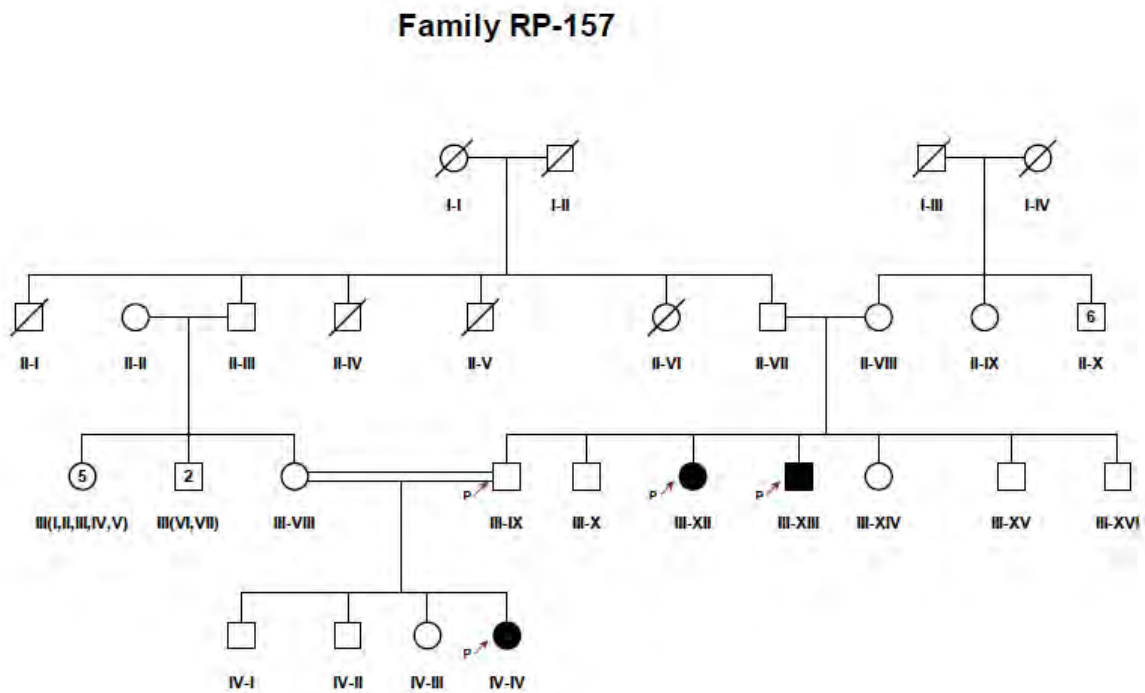 Family RP-157
I-I I-II I-III I-IV
6
II-I II-II II-III II-IV II-V II-VI II-VII II-VIII II-IX II-X
5 2 P P P
III(I,II,III,IV,V) III(VI,VII) III-VIII III-IX III-X III-XII III-XIII III-XIV III-XV III-XVI
P
IV-I IV-II IV-III IV-IV